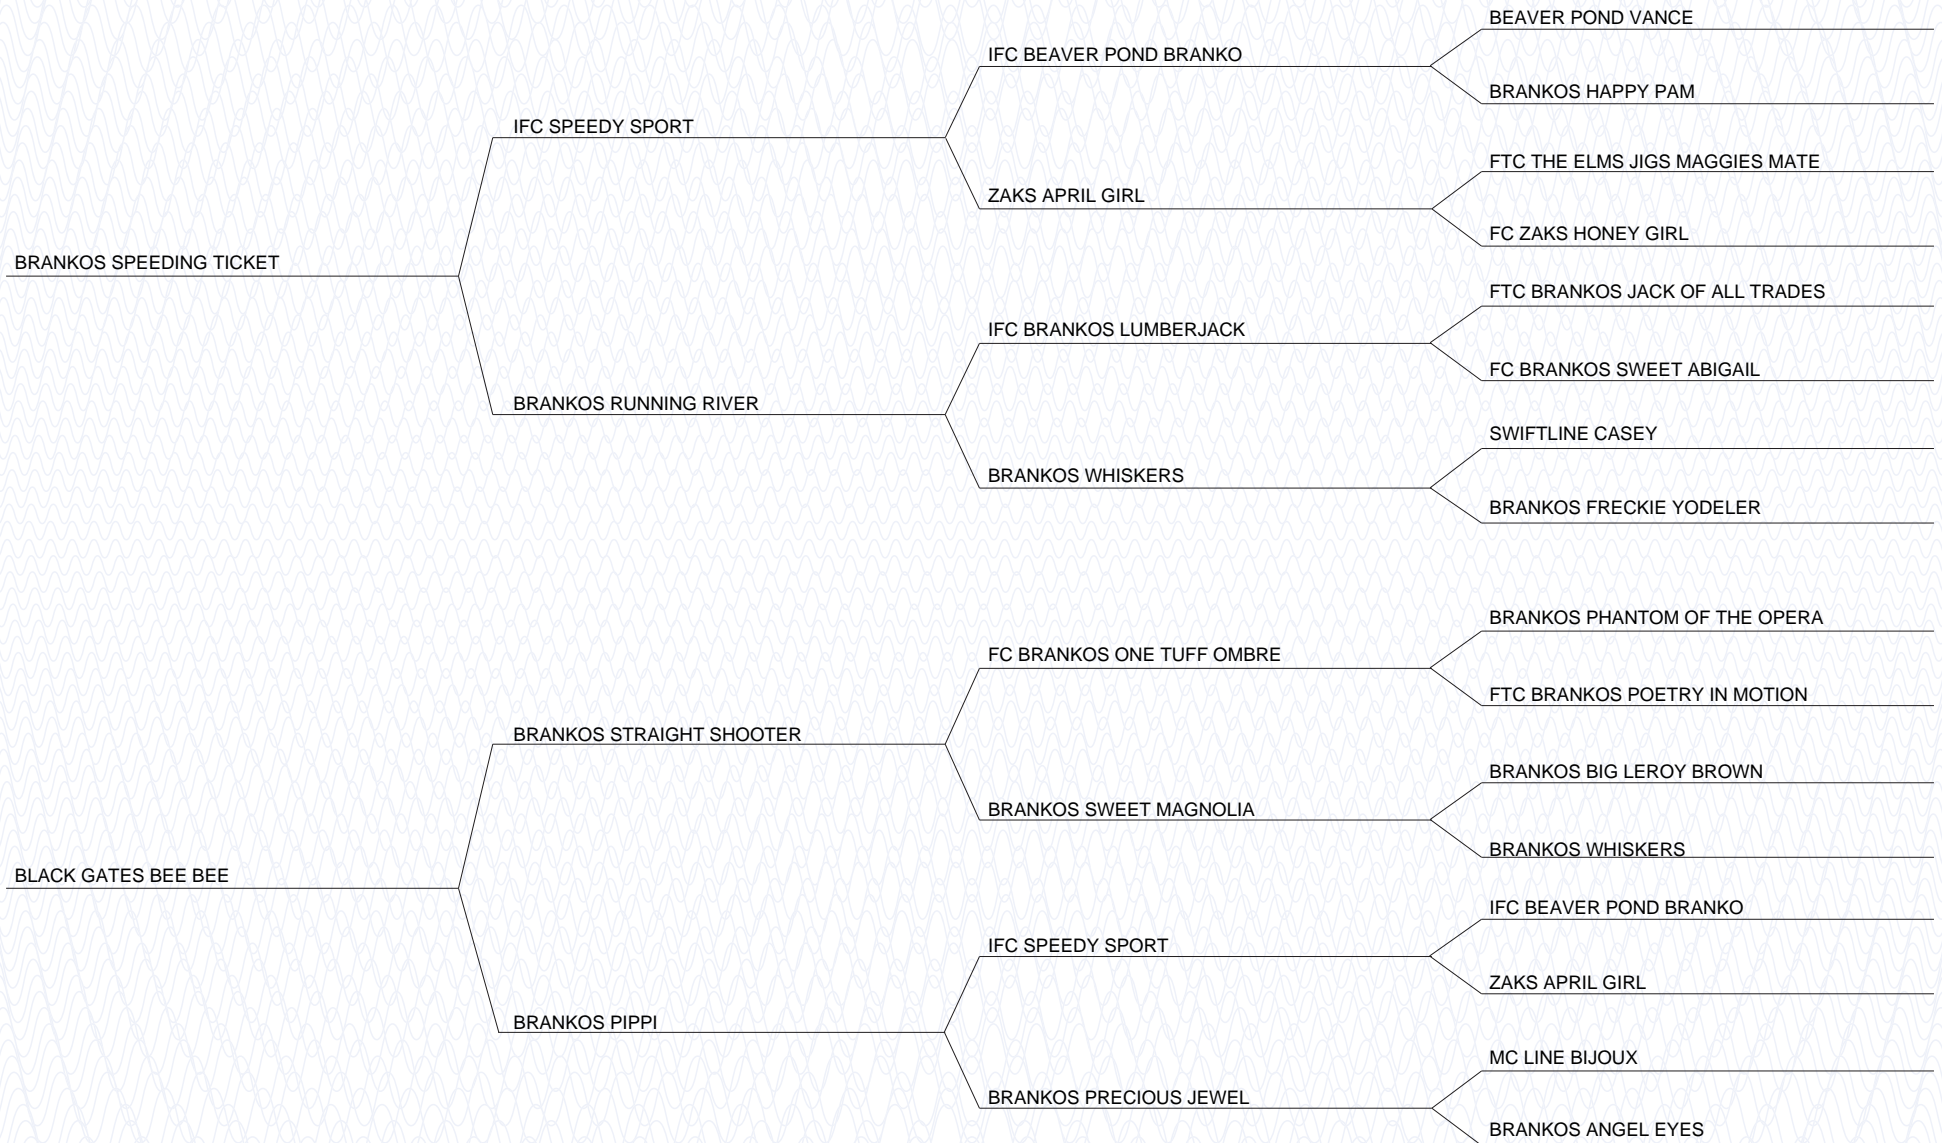 BEAVER POND VANCE
IFC BEAVER POND BRANKO
BRANKOS HAPPY PAM
IFC SPEEDY SPORT
FTC THE ELMS JIGS MAGGIES MATE
ZAKS APRIL GIRL
FC ZAKS HONEY GIRL
BRANKOS SPEEDING TICKET
FTC BRANKOS JACK OF ALL TRADES
IFC BRANKOS LUMBERJACK
FC BRANKOS SWEET ABIGAIL
BRANKOS RUNNING RIVER
SWIFTLINE CASEY
BRANKOS WHISKERS
BRANKOS FRECKIE YODELER
BRANKOS PHANTOM OF THE OPERA
FC BRANKOS ONE TUFF OMBRE
FTC BRANKOS POETRY IN MOTION
BRANKOS STRAIGHT SHOOTER
BRANKOS BIG LEROY BROWN
BRANKOS SWEET MAGNOLIA
BRANKOS WHISKERS
BLACK GATES BEE BEE
IFC BEAVER POND BRANKO
IFC SPEEDY SPORT
ZAKS APRIL GIRL
BRANKOS PIPPI
MC LINE BIJOUX
BRANKOS PRECIOUS JEWEL
BRANKOS ANGEL EYES